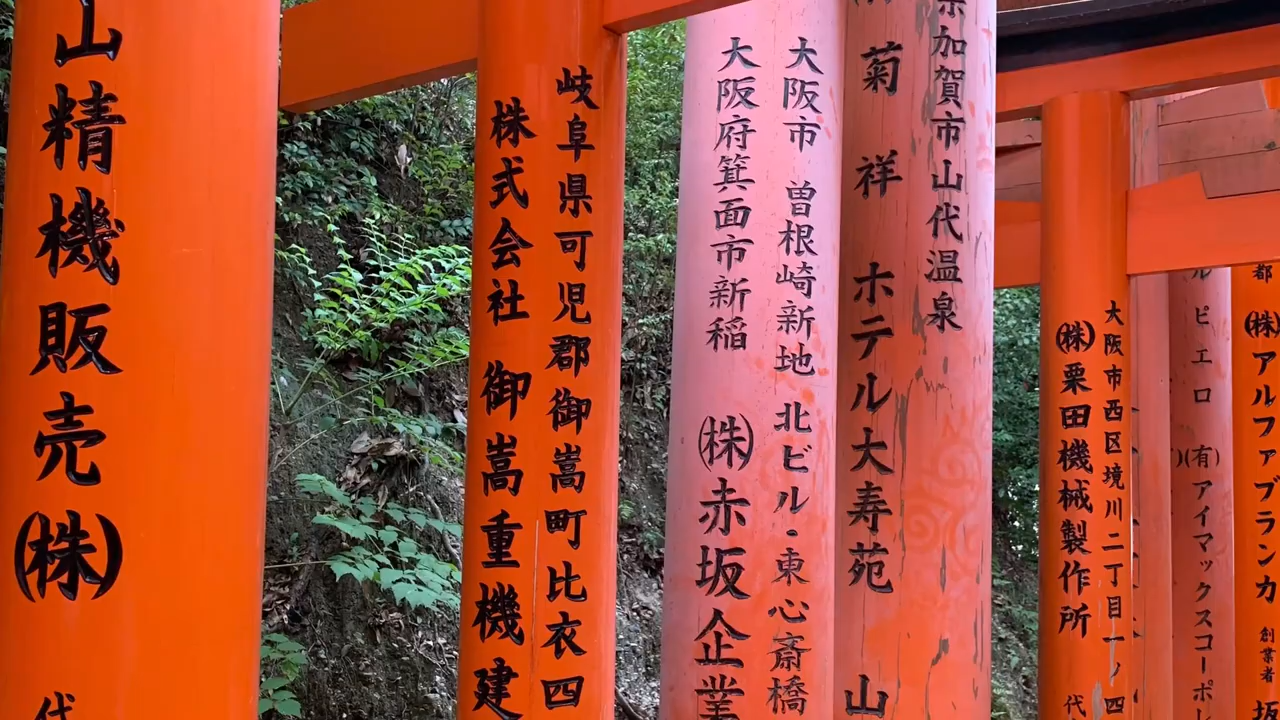 山精機販売㈱
代
岐阜県可児郡御嵩町比衣四
株式会社 御嵩重機建
大阪市 曽根崎新地 北ビル・東心斎橋
大阪府箕面市新稲
㈱赤坂企業
加賀市山代温泉
菊祥 ホテル大寿苑 山
大阪市西区境川二丁目一ノ四
㈱栗田機械製作所 代
ルピエロ
(有)アイマックスコーポレ
都
㈱アルファブランカ
創業者 坂